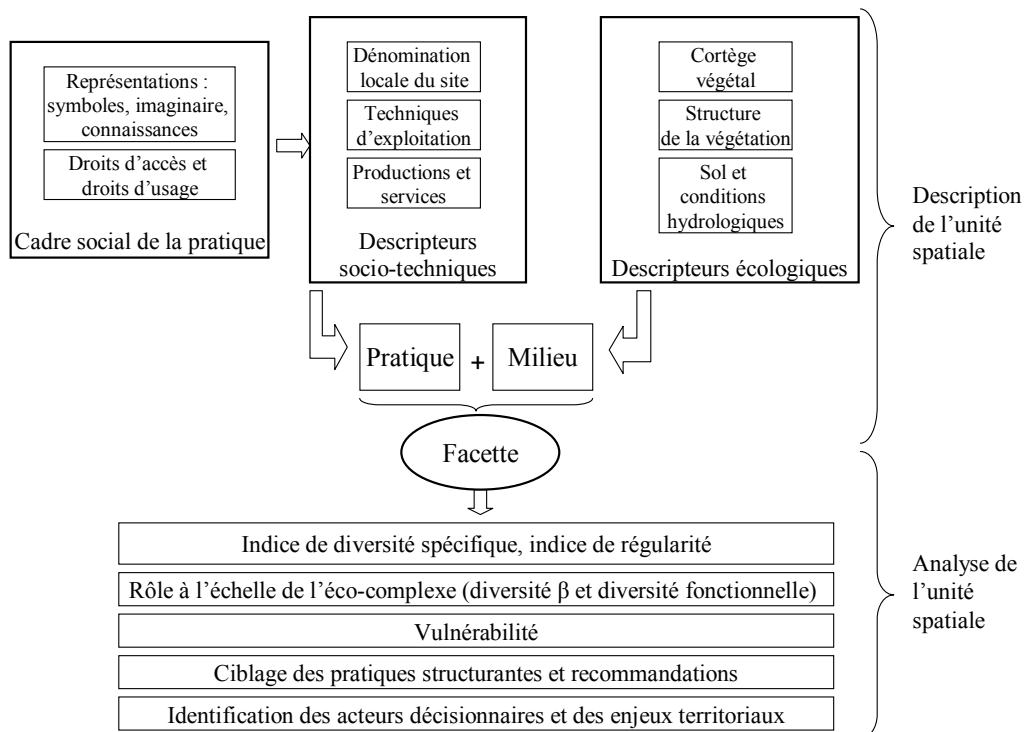 Représentations :
symboles, imaginaire,
connaissances
Droits d’accès et
droits d’usage
Cadre social de la pratique
Dénomination
locale du site
Techniques
d’exploitation
Productions et
services
Descripteurs
socio-techniques
Cortège
végétal
Structure
de la végétation
Sol et
conditions
hydrologiques
Descripteurs écologiques
Description
de l’unité
spatiale
Pratique
+
Milieu
Facette
Indice de diversité spécifique, indice de régularité
Rôle à l’échelle de l’éco-complexe (diversité β et diversité fonctionnelle)
Vulnérabilité
Ciblage des pratiques structurantes et recommandations
Identification des acteurs décisionnaires et des enjeux territoriaux
Analyse de
l’unité
spatiale